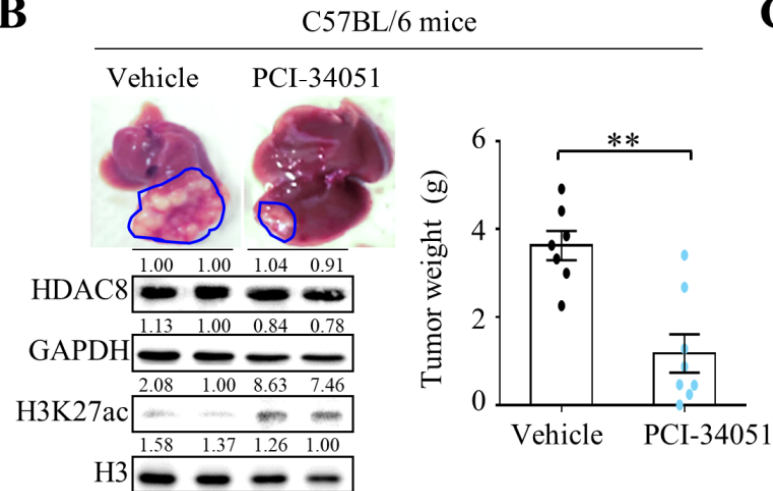 B
C57BL/6 mice
Vehicle PCI-34051
1.00 1.00 1.04 0.91
HDAC8
1.13 1.00 0.84 0.78
GAPDH
2.08 1.00 8.63 7.46
H3K27ac
1.58 1.37 1.26 1.00
H3
Tumor weight (g)
6
4
2
0
**
Vehicle PCI-34051